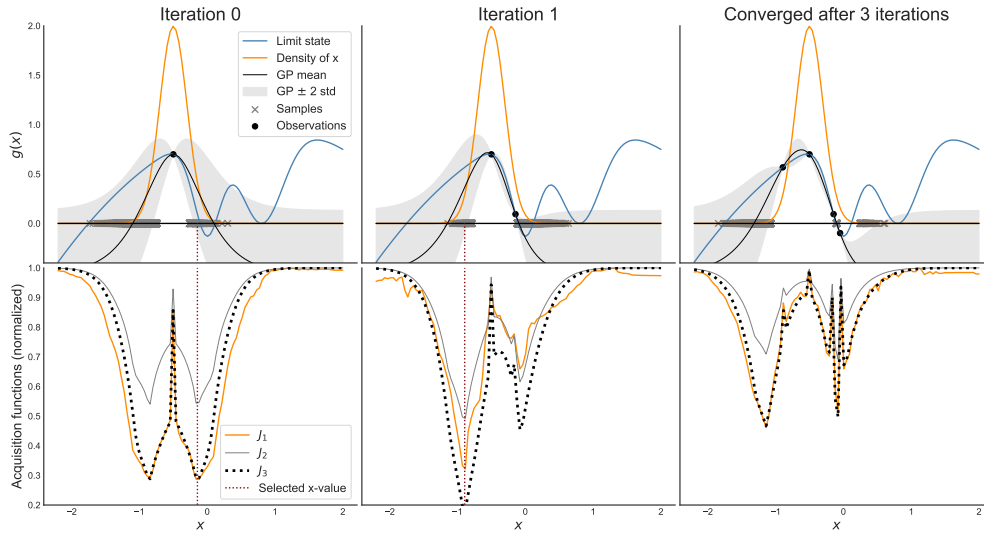 Iteration 0
Iteration 1
Converged after 3 iterations
g(x)
2.0
1.5
1.0
0.5
0.0
Limit state
Density of x
GP mean
GP ± 2 std
Samples
Observations
Acquisition functions (normalized)
1.0
0.9
0.8
0.7
0.6
0.5
0.4
0.3
0.2
J₁
J₂
J₃
Selected x-value
−2 −1 0 1 2
−2 −1 0 1 2
−2 −1 0 1 2
x
x
x